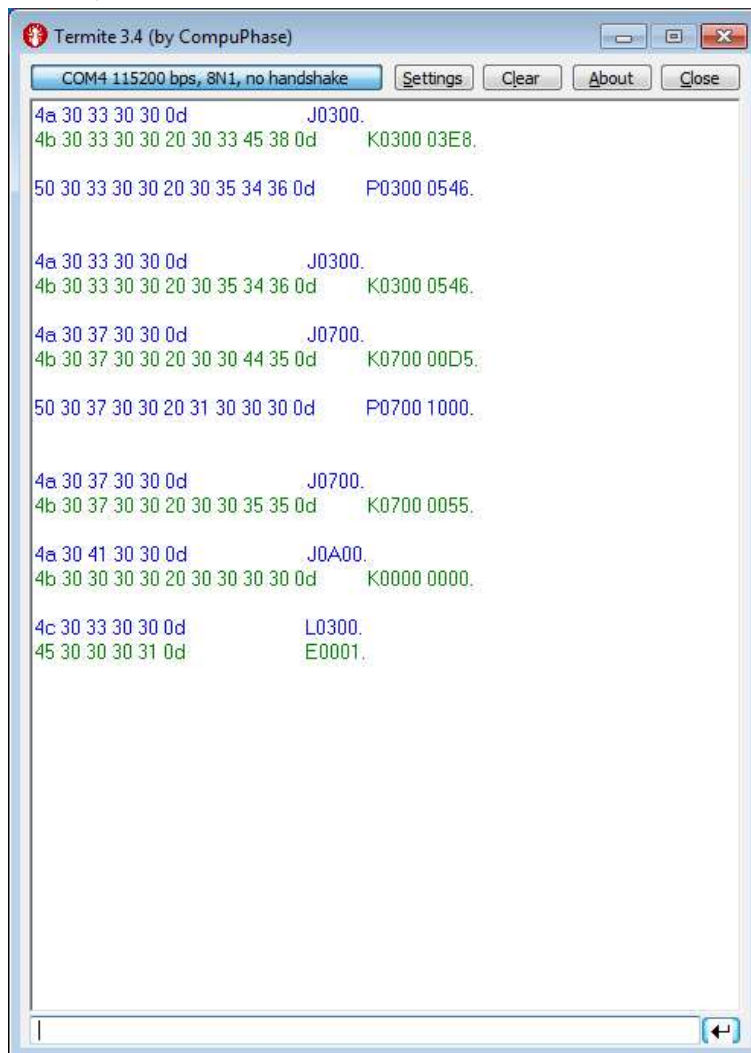 Termite 3.4 (by CompuPhase)
COM4 115200 bps, 8N1, no handshake Settings Clear About Close
4a 30 33 30 30 0d J0300.
4b 30 33 30 30 20 30 33 45 38 0d K0300 03E8.
50 30 33 30 30 20 30 35 34 36 0d P0300 0546.
4a 30 33 30 30 0d J0300.
4b 30 33 30 30 20 30 35 34 36 0d K0300 0546.
4a 30 37 30 30 0d J0700.
4b 30 37 30 30 20 30 30 44 35 0d K0700 00D5.
50 30 37 30 30 20 31 30 30 30 0d P0700 1000.
4a 30 37 30 30 0d J0700.
4b 30 37 30 30 20 30 30 35 35 0d K0700 0055.
4a 30 41 30 30 0d J0A00.
4b 30 30 30 30 20 30 30 30 30 0d K0000 0000.
4c 30 33 30 30 0d L0300.
45 30 30 30 31 0d E0001.